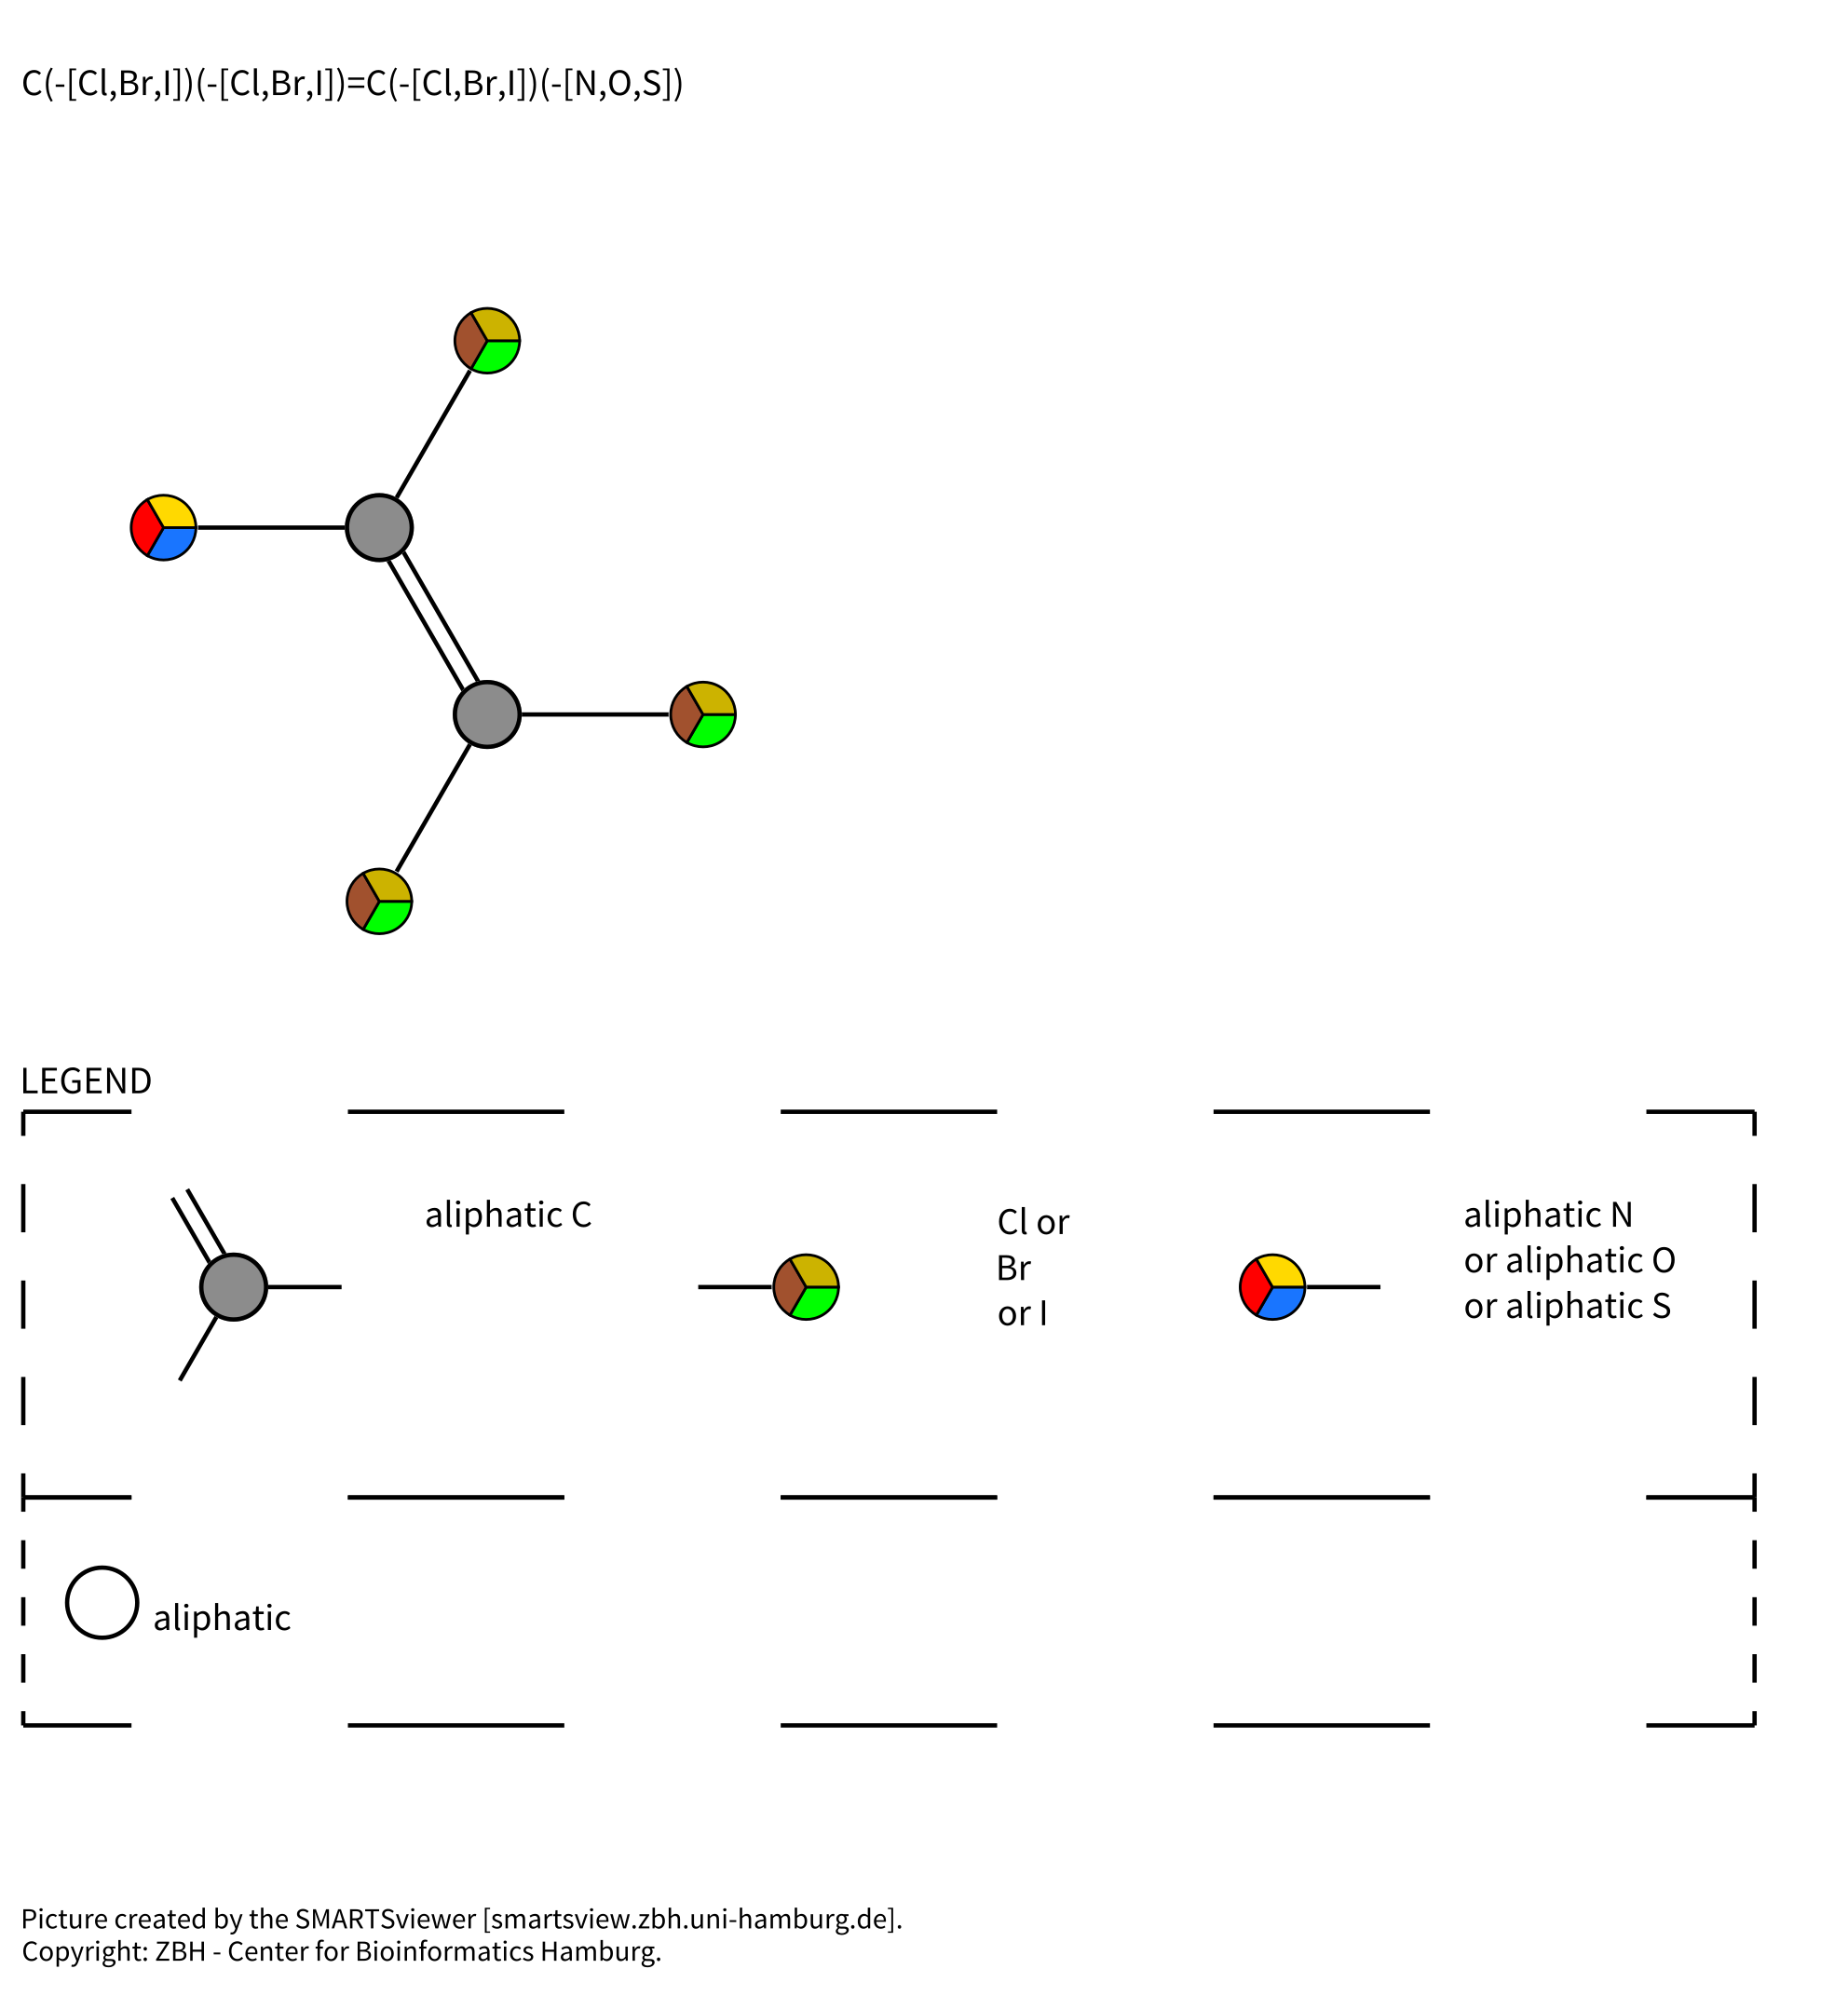 C(-[Cl,Br,I])(-[Cl,Br,I])=C(-[Cl,Br,I])(-[N,O,S])
LEGEND
aliphatic C
Cl or
Br
or I
aliphatic N
or aliphatic O
or aliphatic S
aliphatic
Picture created by the SMARTSviewer [smartsview.zbh.uni-hamburg.de].
Copyright: ZBH - Center for Bioinformatics Hamburg.